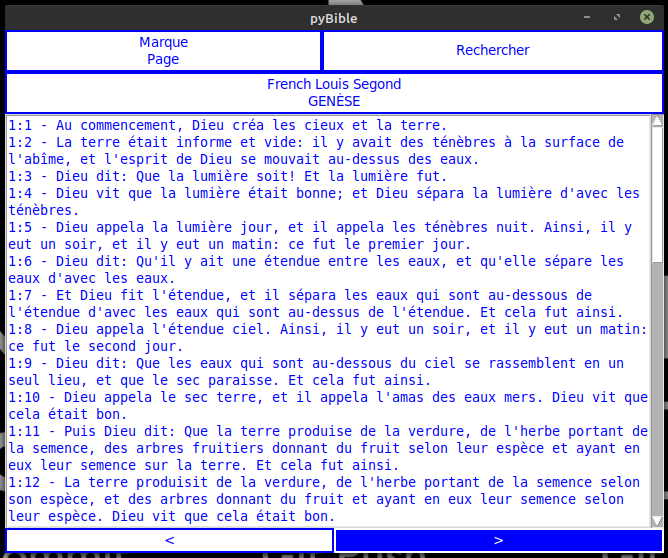 pyBible
Marque
Page
Rechercher
French Louis Segond
GENÈSE
1:1 - Au commencement, Dieu créa les cieux et la terre.
1:2 - La terre était informe et vide: il y avait des ténèbres à la surface de
l'abîme, et l'esprit de Dieu se mouvait au-dessus des eaux.
1:3 - Dieu dit: Que la lumière soit! Et la lumière fut.
1:4 - Dieu vit que la lumière était bonne; et Dieu sépara la lumière d'avec les
ténèbres.
1:5 - Dieu appela la lumière jour, et il appela les ténèbres nuit. Ainsi, il y
eut un soir, et il y eut un matin: ce fut le premier jour.
1:6 - Dieu dit: Qu'il y ait une étendue entre les eaux, et qu'elle sépare les
eaux d'avec les eaux.
1:7 - Et Dieu fit l'étendue, et il sépara les eaux qui sont au-dessous de
l'étendue d'avec les eaux qui sont au-dessus de l'étendue. Et cela fut ainsi.
1:8 - Dieu appela l'étendue ciel. Ainsi, il y eut un soir, et il y eut un matin:
ce fut le second jour.
1:9 - Dieu dit: Que les eaux qui sont au-dessous du ciel se rassemblent en un
seul lieu, et que le sec paraisse. Et cela fut ainsi.
1:10 - Dieu appela le sec terre, et il appela l'amas des eaux mers. Dieu vit que
cela était bon.
1:11 - Puis Dieu dit: Que la terre produise de la verdure, de l'herbe portant de
la semence, des arbres fruitiers donnant du fruit selon leur espèce et ayant en
eux leur semence sur la terre. Et cela fut ainsi.
1:12 - La terre produisit de la verdure, de l'herbe portant de la semence selon
son espèce, et des arbres donnant du fruit et ayant en eux leur semence selon
leur espèce. Dieu vit que cela était bon.
< >